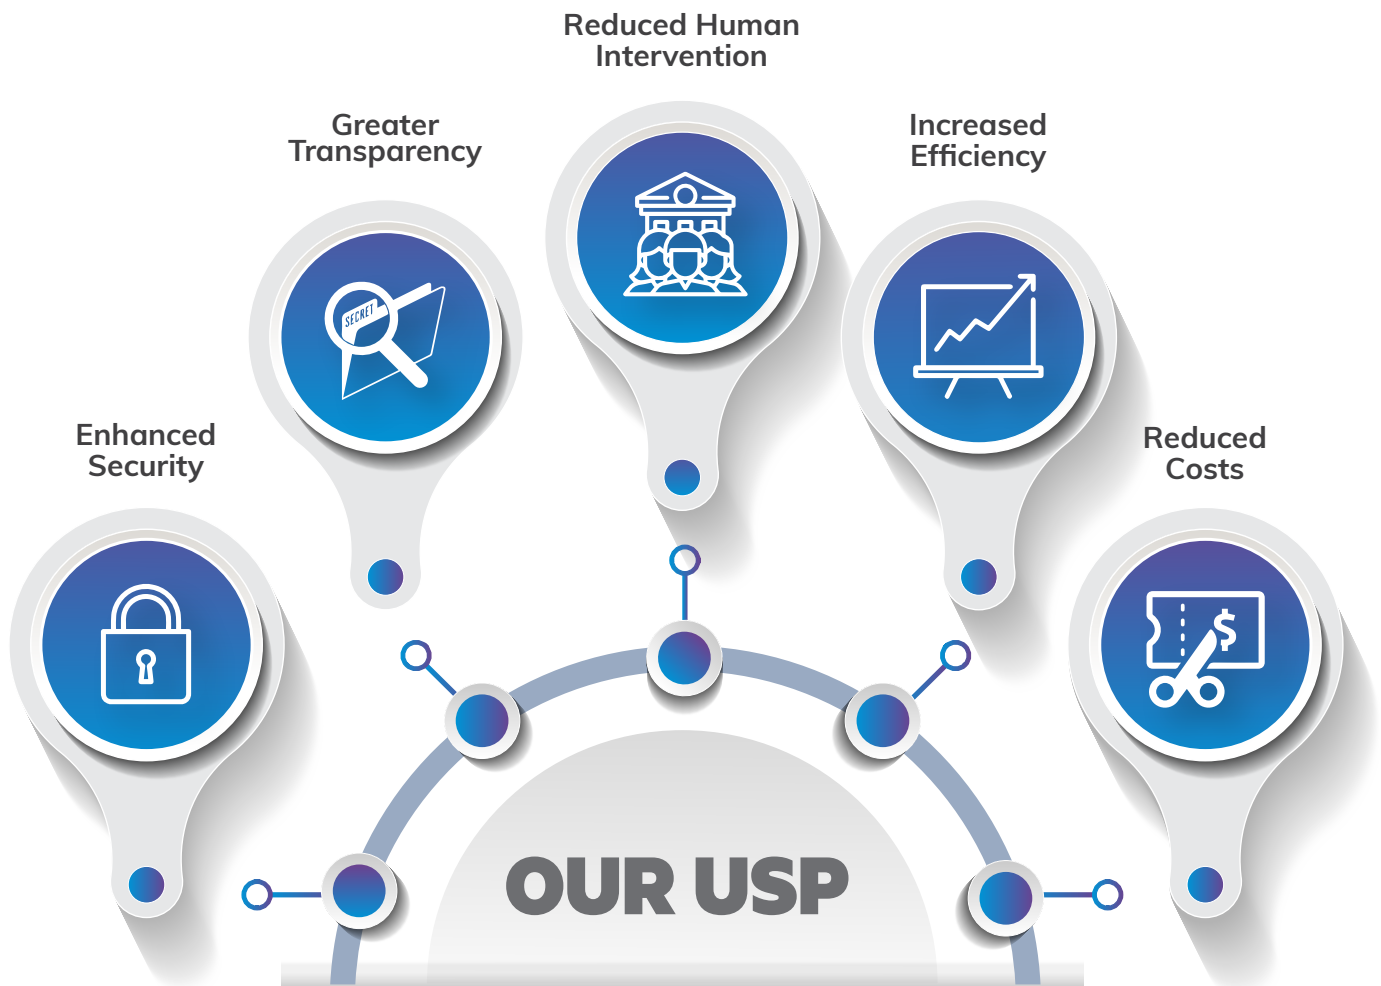 Reduced Human
Intervention
Greater
Transparency
Increased
Efficiency
Enhanced
Security
Reduced
Costs
SECRET
$
OUR USP